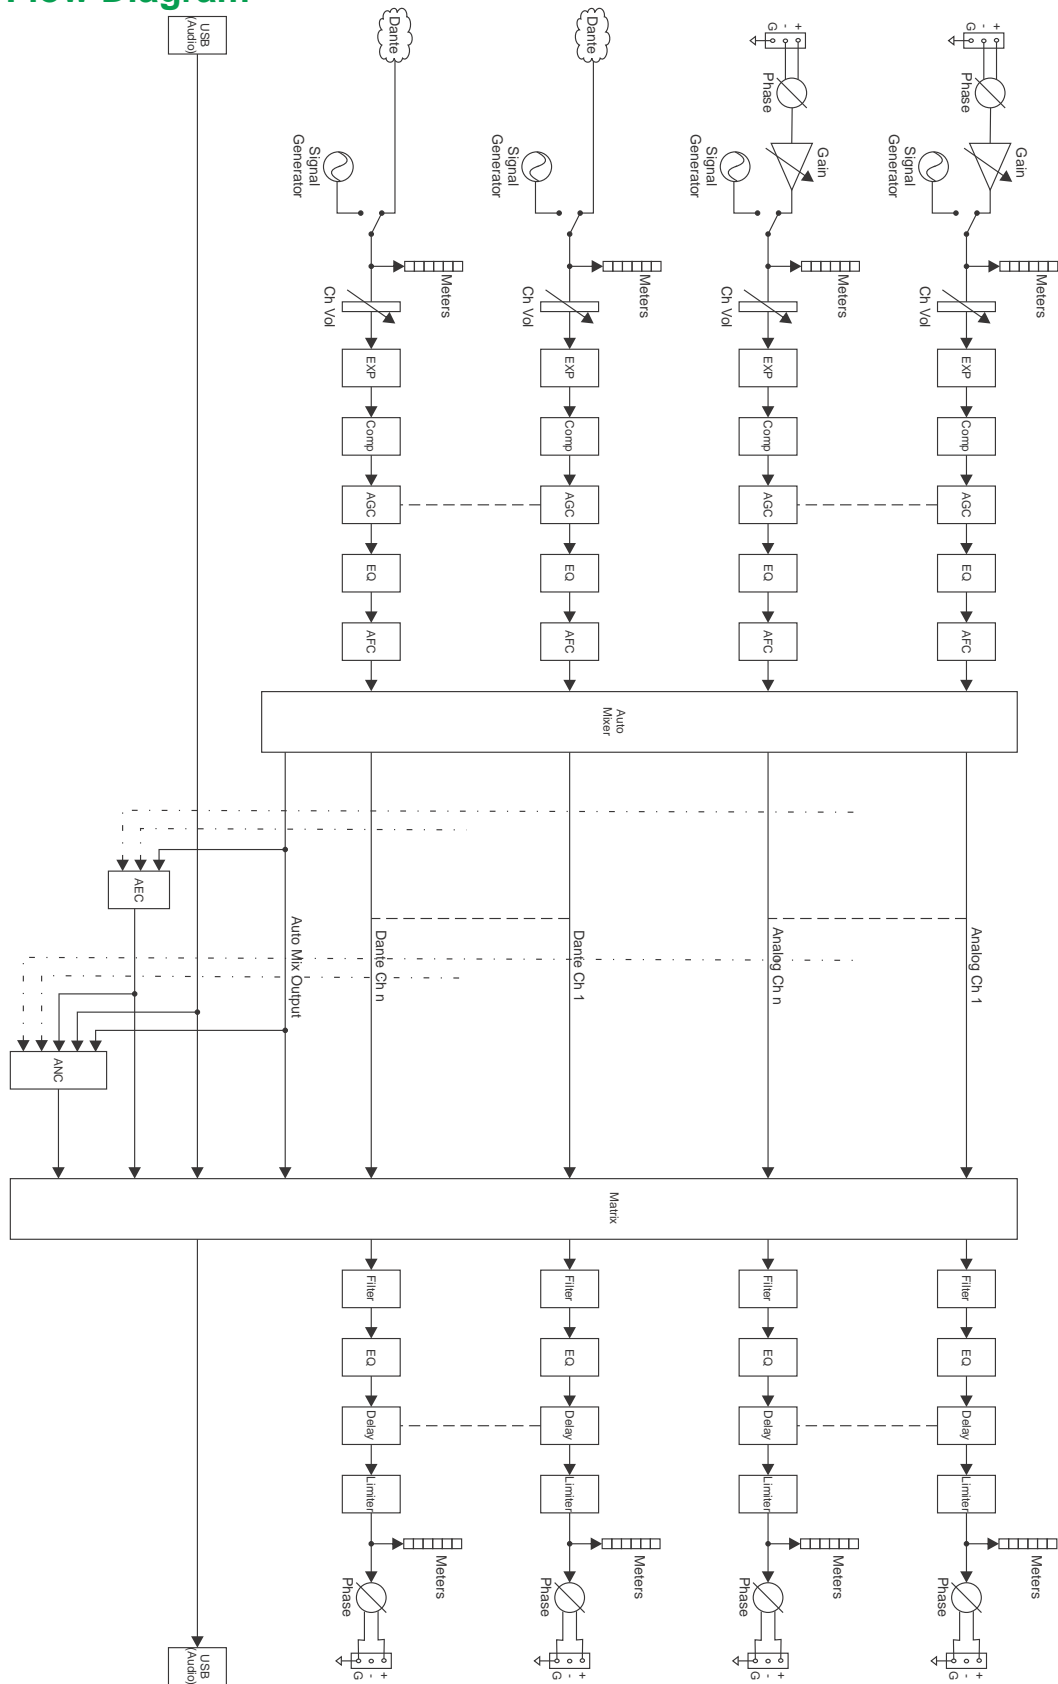 Flow Diagram
+
-
G
Phase
Gain
Signal
Generator
Meters
Ch Vol
EXP
Comp
AGC
EQ
AFC
Analog Ch 1
Filter
EQ
Delay
Limiter
Meters
Phase
+
-
G
+
-
G
Phase
Gain
Signal
Generator
Meters
Ch Vol
EXP
Comp
AGC
EQ
AFC
Auto
Mixer
Analog Ch n
Matrix
Filter
EQ
Delay
Limiter
Meters
Phase
+
-
G
Dante
Signal
Generator
Meters
Ch Vol
EXP
Comp
AGC
EQ
AFC
Dante Ch 1
Filter
EQ
Delay
Limiter
Meters
Phase
+
-
G
Dante
Signal
Generator
Meters
Ch Vol
EXP
Comp
AGC
EQ
AFC
Dante Ch n
Filter
EQ
Delay
Limiter
Meters
Phase
+
-
G
Auto Mix Output
USB
(Audio)
USB
(Audio)
AEC
ANC